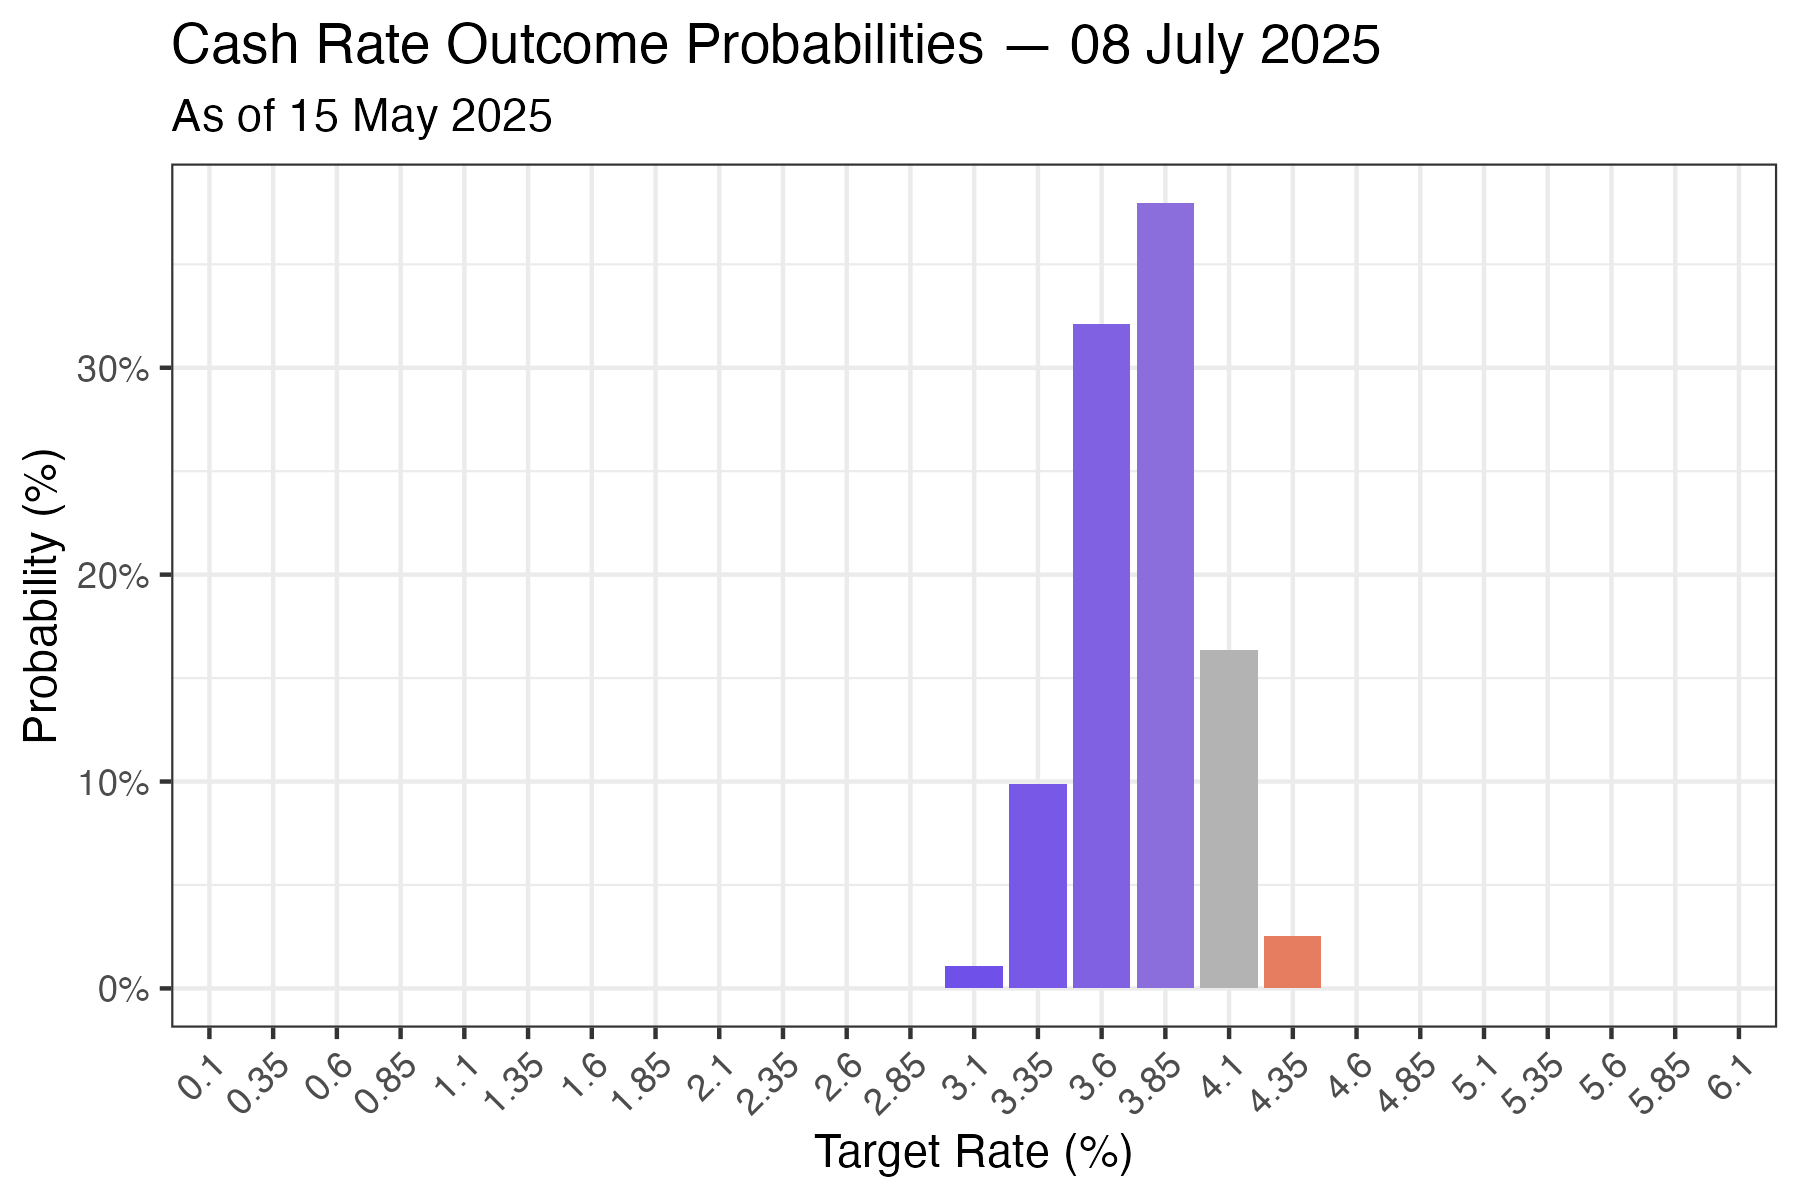 Cash Rate Outcome Probabilities — 08 July 2025
As of 15 May 2025
Probability (%)
30%
20%
10%
0%
0.1 0.35 0.6 0.85 1.1 1.35 1.6 1.85 2.1 2.35 2.6 2.85 3.1 3.35 3.6 3.85 4.1 4.35 4.6 4.85 5.1 5.35 5.6 5.85 6.1
Target Rate (%)